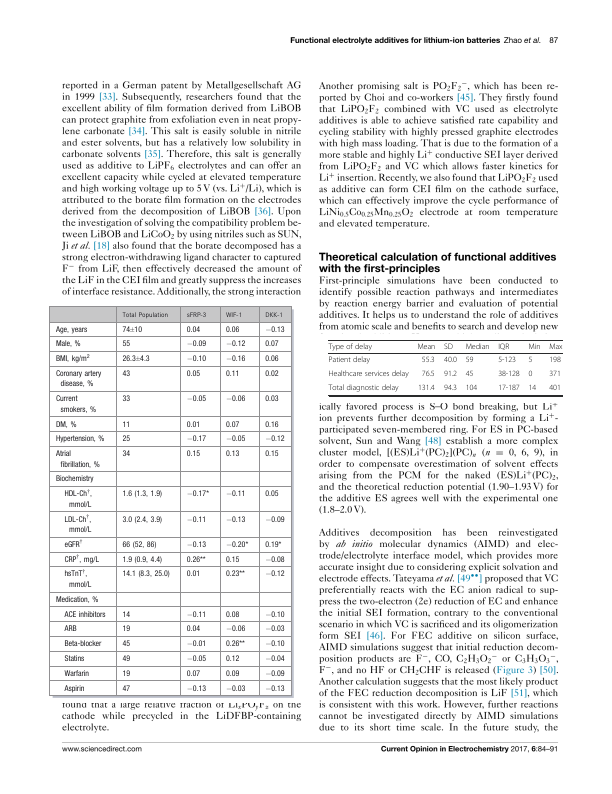 Functional electrolyte additives for lithium-ion batteries Zhao et al. 87
reported in a German patent by Metallgesellschaft AG
in 1999 [33]. Subsequently, researchers found that the
excellent ability of film formation derived from LiBOB
can protect graphite from exfoliation even in neat propy-
lene carbonate [34]. This salt is easily soluble in nitrile
and ester solvents, but has a relatively low solubility in
carbonate solvents [35]. Therefore, this salt is generally
used as additive to LiPF6 electrolytes and can offer an
excellent capacity while cycled at elevated temperature
and high working voltage up to 5 V (vs. Li+/Li), which is
attributed to the borate film formation on the electrodes
derived from the decomposition of LiBOB [36]. Upon
the investigation of solving the compatibility problem be-
tween LiBOB and LiCoO2 by using nitriles such as SUN,
Ji et al. [18] also found that the borate decomposed has a
strong electron-withdrawing ligand character to captured
F− from LiF, then effectively decreased the amount of
the LiF in the CEI film and greatly suppress the increases
of interface resistance. Additionally, the strong interaction
Total Population sFRP-3 WIF-1 DKK-1
Age, years 74±10 0.04 0.06 −0.13
Male, % 55 −0.09 −0.12 0.07
BMI, kg/m2 26.3±4.3 −0.10 −0.16 0.06
Coronary artery 43 0.05 0.11 0.02
disease, %
Current 33 −0.05 −0.06 0.03
smokers, %
DM, % 11 0.01 0.07 0.16
Hypertension, % 25 −0.17 −0.05 −0.12
Atrial 34 0.15 0.13 0.15
fibrillation, %
Biochemistry
HDL-Ch†, 1.6 (1.3, 1.9) −0.17* −0.11 0.05
mmol/L
LDL-Ch†, 3.0 (2.4, 3.9) −0.11 −0.13 −0.09
mmol/L
eGFR† 66 (52, 86) −0.13 −0.20* 0.19*
CRP†, mg/L 1.9 (0.9, 4.4) 0.26** 0.15 −0.08
hsTnT†, 14.1 (8.3, 25.0) 0.01 0.23** −0.12
mmol/L
Medication, %
ACE inhibitors 14 −0.11 0.08 −0.10
ARB 19 0.04 −0.06 −0.03
Beta-blocker 45 −0.01 0.26** −0.10
Statins 49 −0.05 0.12 −0.04
Warfarin 19 0.07 0.09 −0.09
Aspirin 47 −0.13 −0.03 −0.13
found that a large relative fraction of LixPOyFz on the
cathode while precycled in the LiDFBP-containing
electrolyte.
Another promising salt is PO2F2−, which has been re-
ported by Choi and co-workers [45]. They firstly found
that LiPO2F2 combined with VC used as electrolyte
additives is able to achieve satisfied rate capability and
cycling stability with highly pressed graphite electrodes
with high mass loading. That is due to the formation of a
more stable and highly Li+ conductive SEI layer derived
from LiPO2F2 and VC which allows faster kinetics for
Li+ insertion. Recently, we also found that LiPO2F2 used
as additive can form CEI film on the cathode surface,
which can effectively improve the cycle performance of
LiNi0.5Co0.25Mn0.25O2 electrode at room temperature
and elevated temperature.
Theoretical calculation of functional additives
with the first-principles
First-principle simulations have been conducted to
identify possible reaction pathways and intermediates
by reaction energy barrier and evaluation of potential
additives. It helps us to understand the role of additives
from atomic scale and benefits to search and develop new
Type of delay Mean SD Median IQR Min Max
Patient delay 55.3 40.0 59 5-123 5 198
Healthcare services delay 76.5 91.2 45 38-128 0 371
Total diagnostic delay 131.4 94.3 104 17-187 14 401
ically favored process is S–O bond breaking, but Li+
ion prevents further decomposition by forming a Li+-
participated seven-membered ring. For ES in PC-based
solvent, Sun and Wang [48] establish a more complex
cluster model, [(ES)Li+(PC)2](PC)n (n = 0, 6, 9), in
order to compensate overestimation of solvent effects
arising from the PCM for the naked (ES)Li+(PC)2,
and the theoretical reduction potential (1.90–1.93 V) for
the additive ES agrees well with the experimental one
(1.8–2.0 V).
Additives decomposition has been reinvestigated
by ab initio molecular dynamics (AIMD) and elec-
trode/electrolyte interface model, which provides more
accurate insight due to considering explicit solvation and
electrode effects. Tateyama et al. [49••] proposed that VC
preferentially reacts with the EC anion radical to sup-
press the two-electron (2e) reduction of EC and enhance
the initial SEI formation, contrary to the conventional
scenario in which VC is sacrificed and its oligomerization
form SEI [46]. For FEC additive on silicon surface,
AIMD simulations suggest that initial reduction decom-
position products are F−, CO, C2H3O2− or C3H3O3−,
F−, and no HF or CH2CHF is released (Figure 3) [50].
Another calculation suggests that the most likely product
of the FEC reduction decomposition is LiF [51], which
is consistent with this work. However, further reactions
cannot be investigated directly by AIMD simulations
due to its short time scale. In the future study, the
www.sciencedirect.com Current Opinion in Electrochemistry 2017, 6:84–91